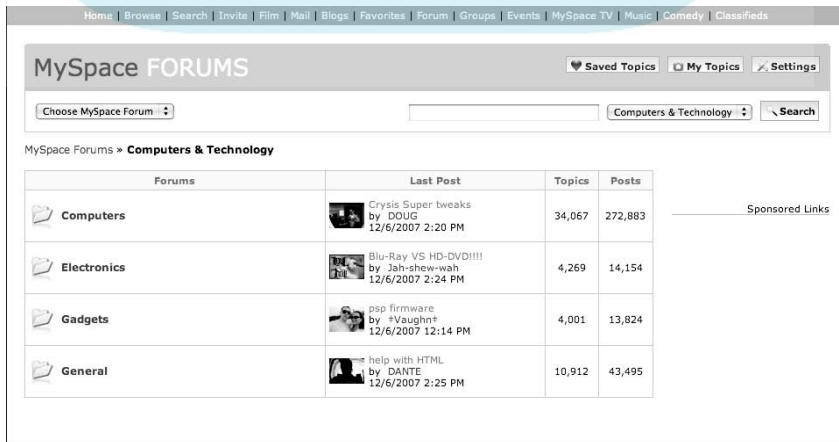 Home | Browse | Search | Invite | Film | Mail | Blogs | Favorites | Forum | Groups | Events | MySpace TV | Music | Comedy | Classifieds
MySpace FORUMS
Saved Topics My Topics Settings
Choose MySpace Forum Computers & Technology Search
MySpace Forums » Computers & Technology
Forums Last Post Topics Posts
Sponsored Links
Computers
Crysis Super tweaks
by DOUG
12/6/2007 2:20 PM
34,067 272,883
Electronics
Blu-Ray VS HD-DVD!!!!
by Jah-shew-wah
12/6/2007 2:24 PM
4,269 14,154
Gadgets
psp firmware
by ‡Vaughn‡
12/6/2007 12:14 PM
4,001 13,824
General
help with HTML
by DANTE
12/6/2007 2:25 PM
10,912 43,495